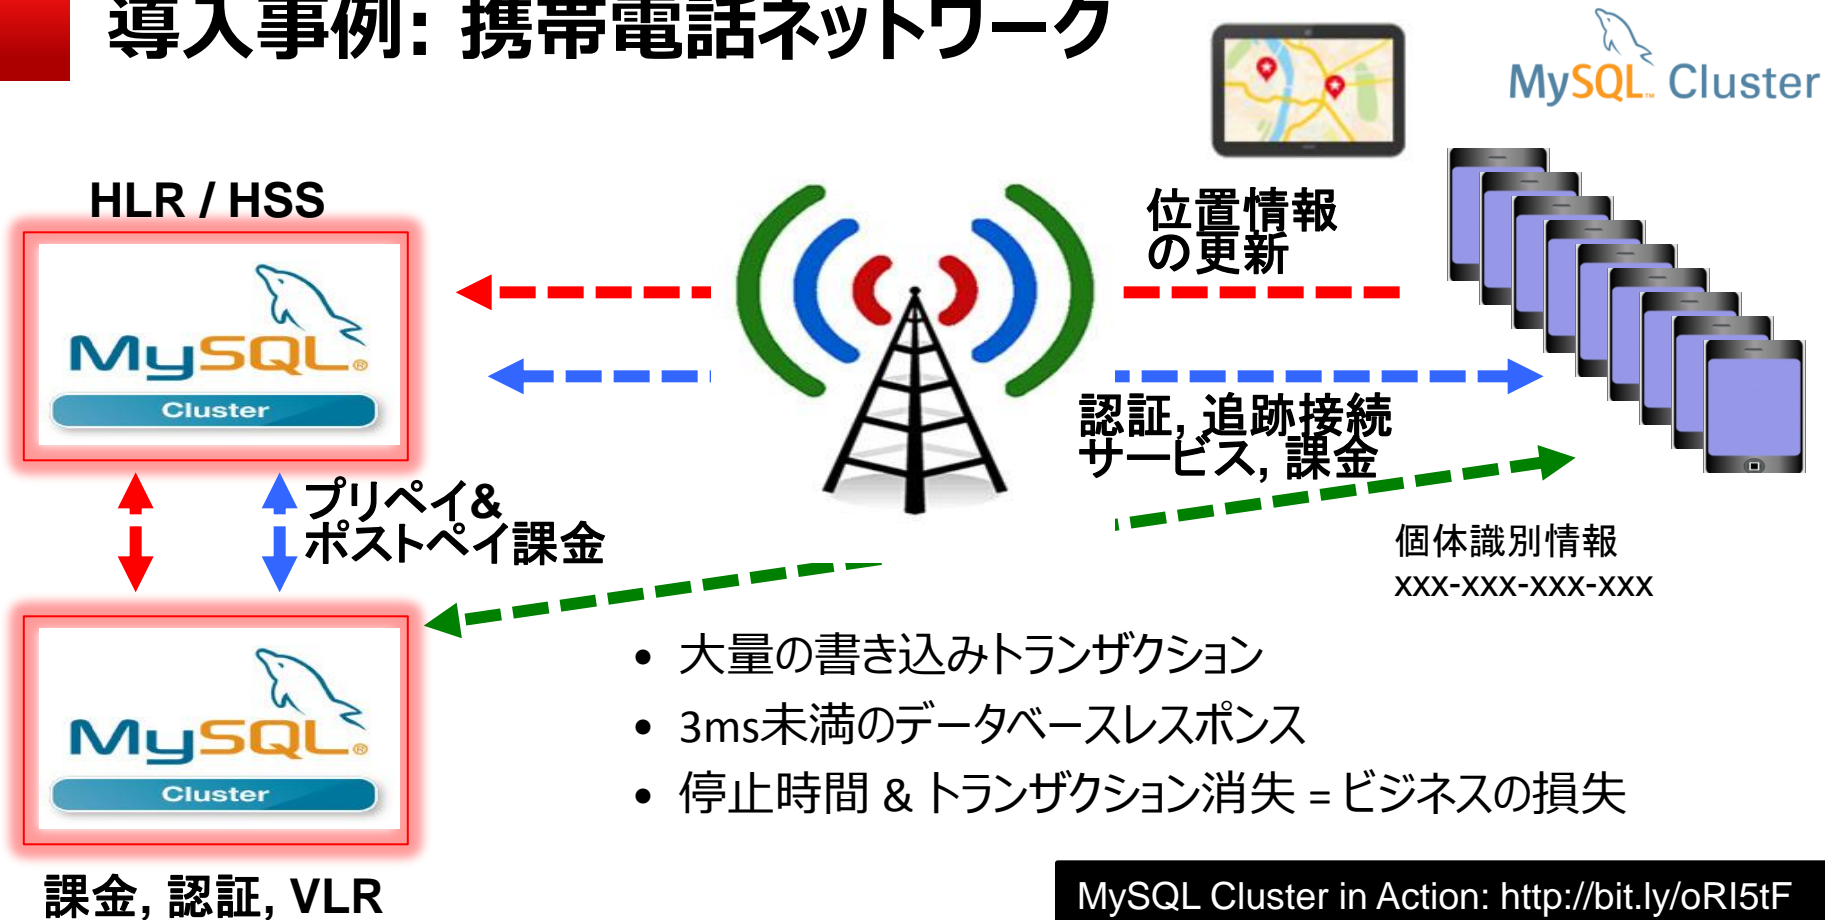 導入事例: 携帯電話ネットワーク
MySQL™ Cluster
HLR / HSS
位置情報
の更新
MySQL®
Cluster
認証, 追跡接続
サービス, 課金
プリペイ&
ポストペイ課金
個体識別情報
xxx-xxx-xxx-xxx
• 大量の書き込みトランザクション
• 3ms未満のデータベースレスポンス
• 停止時間 & トランザクション消失 = ビジネスの損失
MySQL®
Cluster
課金, 認証, VLR
MySQL Cluster in Action: http://bit.ly/oRI5tF